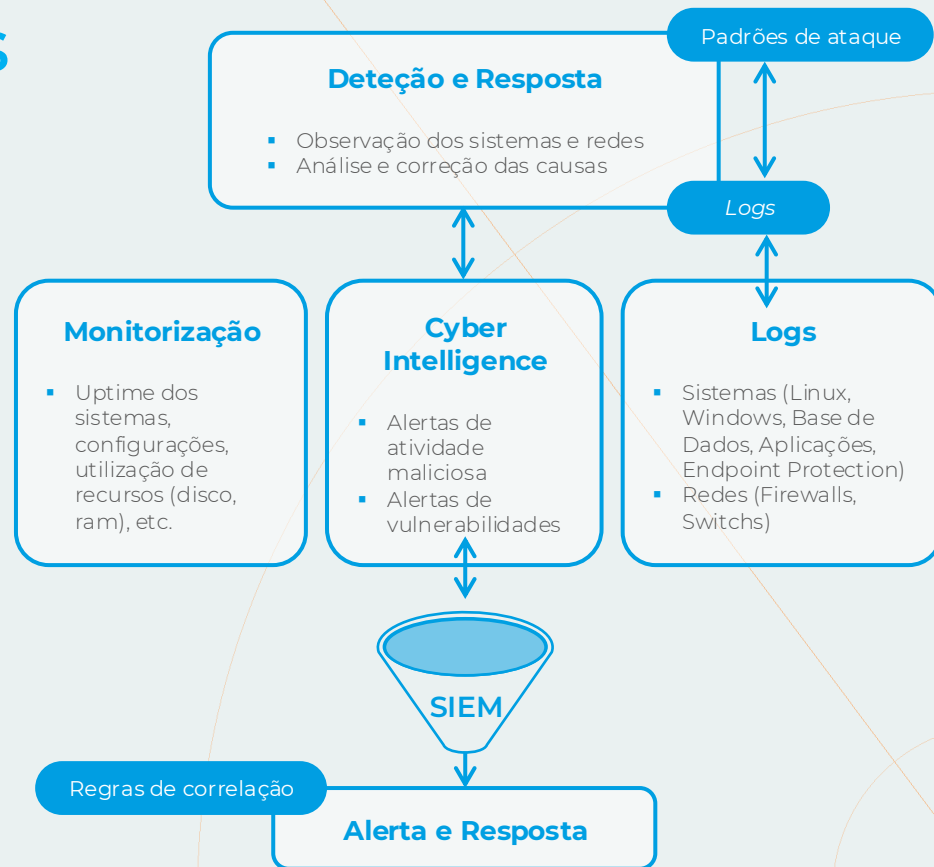 S
Padrões de ataque
Deteção e Resposta
▪ Observação dos sistemas e redes
▪ Análise e correção das causas
Logs
Monitorização
▪ Uptime dos
sistemas,
configurações,
utilização de
recursos (disco,
ram), etc.
Cyber
Intelligence
▪ Alertas de
atividade
maliciosa
▪ Alertas de
vulnerabilidades
Logs
▪ Sistemas (Linux,
Windows, Base de
Dados, Aplicações,
Endpoint Protection)
▪ Redes (Firewalls,
Switchs)
SIEM
Regras de correlação
Alerta e Resposta